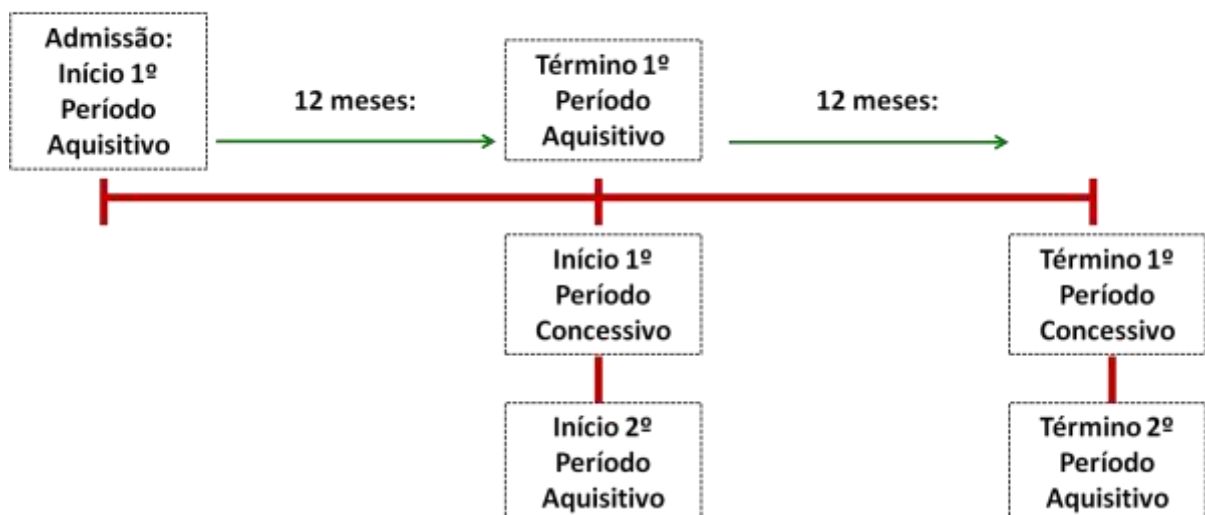 Admissão:
Início 1º
Período
Aquisitivo
12 meses:
Término 1º
Período
Aquisitivo
12 meses:
Início 1º
Período
Concessivo
Término 1º
Período
Concessivo
Início 2º
Período
Aquisitivo
Término 2º
Período
Aquisitivo